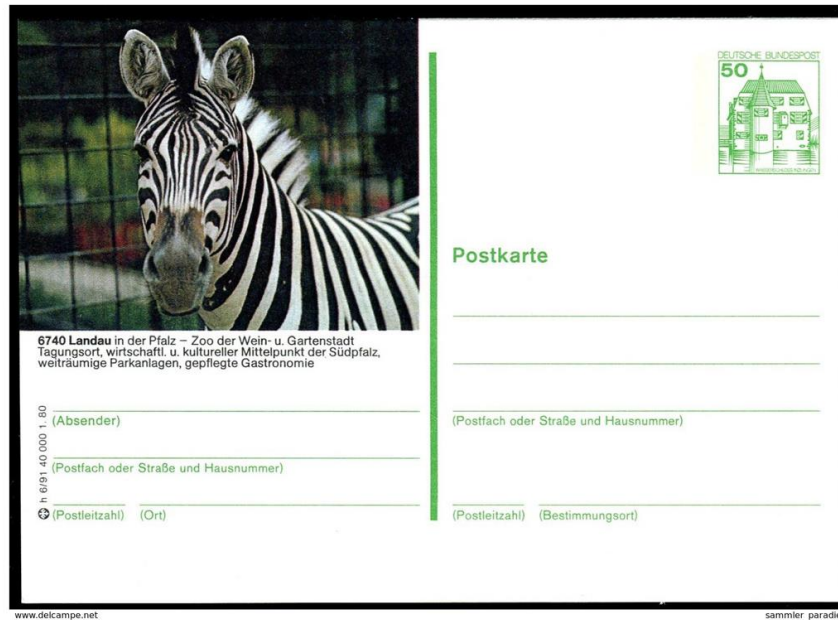 DEUTSCHE BUNDESPOST
50
WASSERSCHLOSS INZLINGEN
Postkarte
6740 Landau in der Pfalz – Zoo der Wein- u. Gartenstadt
Tagungsort, wirtschaftl. u. kultureller Mittelpunkt der Südpfalz,
weiträumige Parkanlagen, gepflegte Gastronomie
(Absender)
(Postfach oder Straße und Hausnummer)
(Postleitzahl) (Ort)
h 6/91 40 000 1. 80
(Postfach oder Straße und Hausnummer)
(Postleitzahl) (Bestimmungsort)
www.delcampe.net
sammler paradie